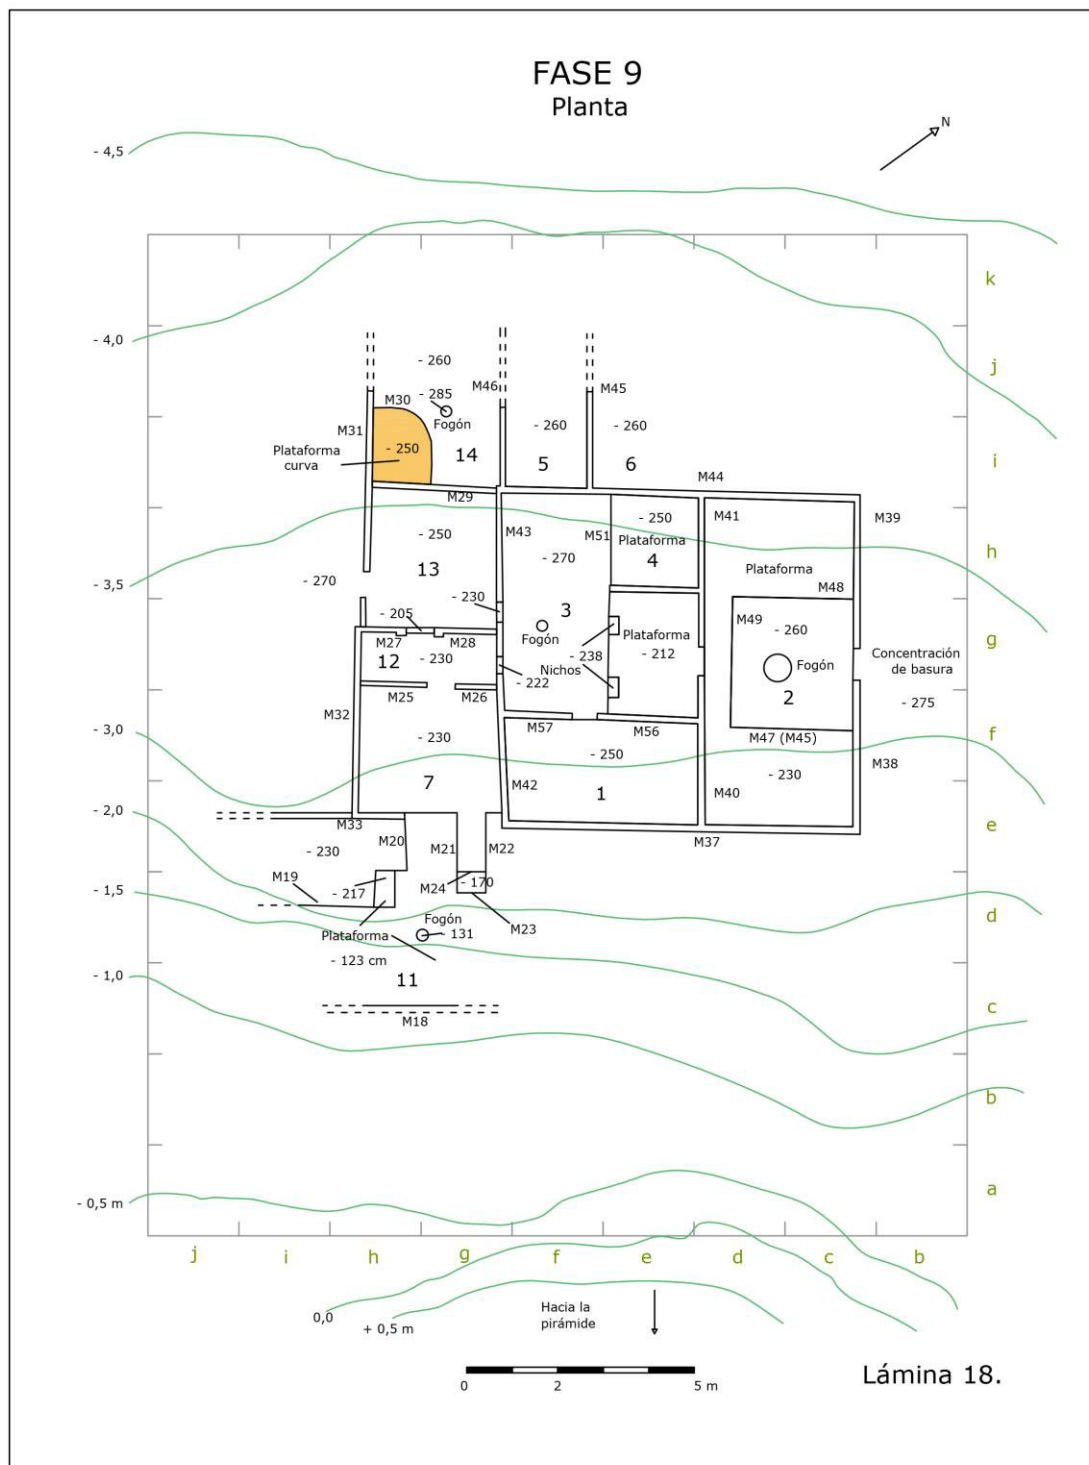 FASE 9
Planta
N
- 4,5
- 4,0
- 3,5
- 3,0
- 2,0
- 1,5
- 1,0
- 0,5 m
0,0
+ 0,5 m
k
j
i
h
g
f
e
d
c
b
a
- 260
M46
M45
- 285
M30
Fogón
M31
Plataforma
curva
- 250
14
- 260
5
- 260
6
M44
M29
M43
M51
- 250
Plataforma
4
M41
M39
- 250
13
- 270
- 270
Plataforma
M48
- 230
3
- 205
Fogón
M27
M28
12
- 230
- 238
Nichos
- 222
Plataforma
- 212
M49
- 260
Fogón
2
Concentración
de basura
- 275
M25
M26
M32
- 230
7
M57
M56
- 250
M42
1
M47 (M45)
- 230
M40
M38
M37
M33
M20
M21
M22
- 230
M19
- 217
M24
- 170
M23
Fogón
- 131
Plataforma
- 123 cm
11
M18
j
i
h
g
f
e
d
c
b
Hacia la
pirámide
0
2
5 m
Lámina 18.